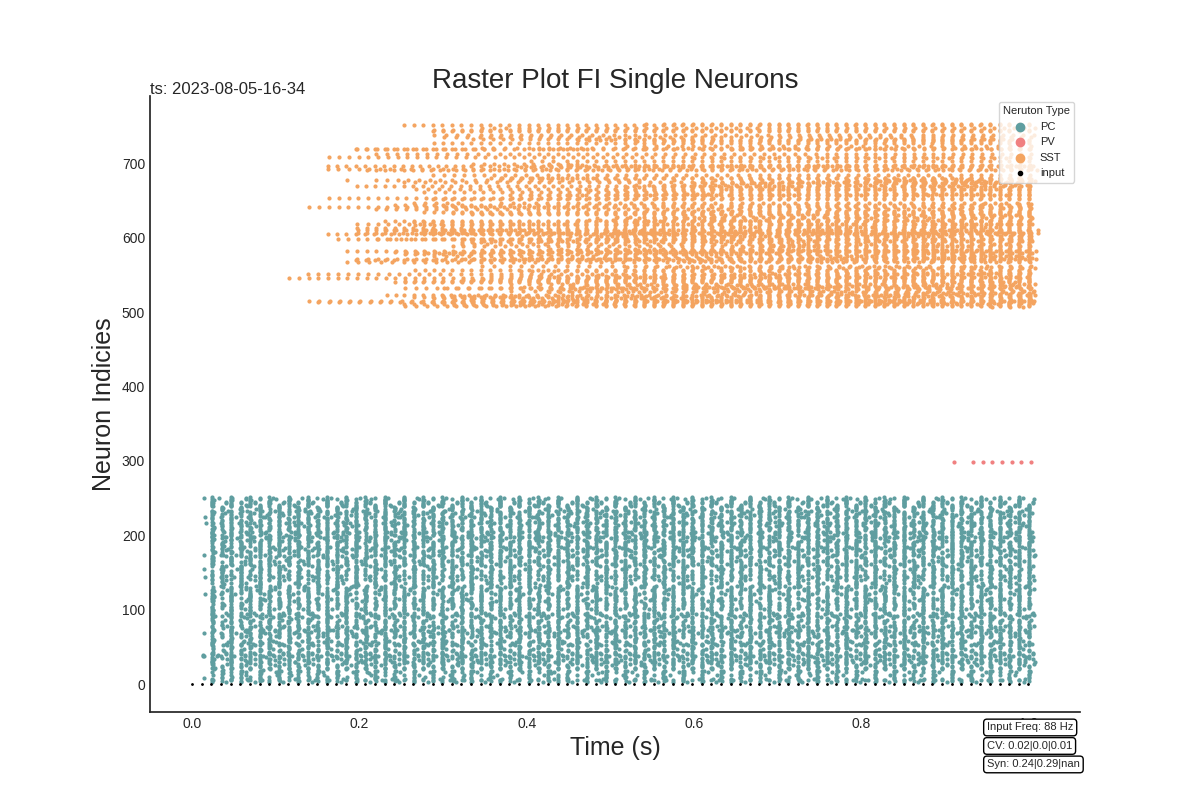 Raster Plot FI Single Neurons
ts: 2023-08-05-16-34
Neruton Type
PC
PV
SST
input
700
600
500
400
300
200
100
0
Neuron Indicies
0.0 0.2 0.4 0.6 0.8
Time (s)
Input Freq: 88 Hz
CV: 0.02|0.0|0.01
Syn: 0.24|0.29|nan